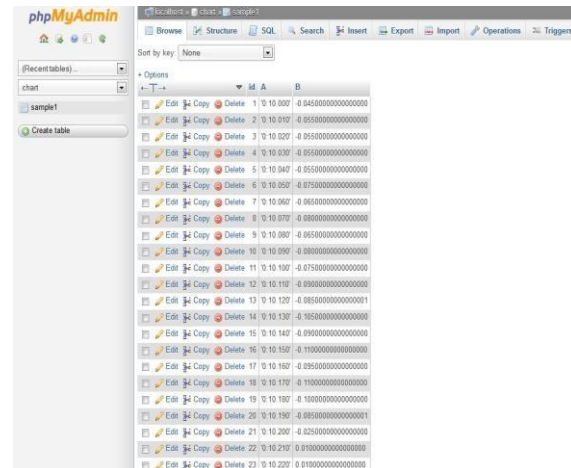 phpMyAdmin
localhost » chart » sample1
Browse Structure SQL Search Insert Export Import Operations Triggers
Sort by key: None
(Recent tables) ...
chart
sample1
Create table
+ Options
←T→ id A B
Edit Copy Delete 1 '0:10.000' -0.04500000000000000
Edit Copy Delete 2 '0:10.010' -0.05500000000000000
Edit Copy Delete 3 '0:10.020' -0.05500000000000000
Edit Copy Delete 4 '0:10.030' -0.05500000000000000
Edit Copy Delete 5 '0:10.040' -0.05500000000000000
Edit Copy Delete 6 '0:10.050' -0.07500000000000000
Edit Copy Delete 7 '0:10.060' -0.06500000000000000
Edit Copy Delete 8 '0:10.070' -0.08000000000000000
Edit Copy Delete 9 '0:10.080' -0.06500000000000000
Edit Copy Delete 10 '0:10.090' -0.08000000000000000
Edit Copy Delete 11 '0:10.100' -0.07500000000000000
Edit Copy Delete 12 '0:10.110' -0.09000000000000000
Edit Copy Delete 13 '0:10.120' -0.08500000000000001
Edit Copy Delete 14 '0:10.130' -0.10500000000000000
Edit Copy Delete 15 '0:10.140' -0.09000000000000000
Edit Copy Delete 16 '0:10.150' -0.11000000000000000
Edit Copy Delete 17 '0:10.160' -0.09500000000000000
Edit Copy Delete 18 '0:10.170' -0.11000000000000000
Edit Copy Delete 19 '0:10.180' -0.10000000000000000
Edit Copy Delete 20 '0:10.190' -0.08500000000000001
Edit Copy Delete 21 '0:10.200' -0.02500000000000000
Edit Copy Delete 22 '0:10.210' 0.01000000000000000
Edit Copy Delete 23 '0:10.220' 0.01000000000000000